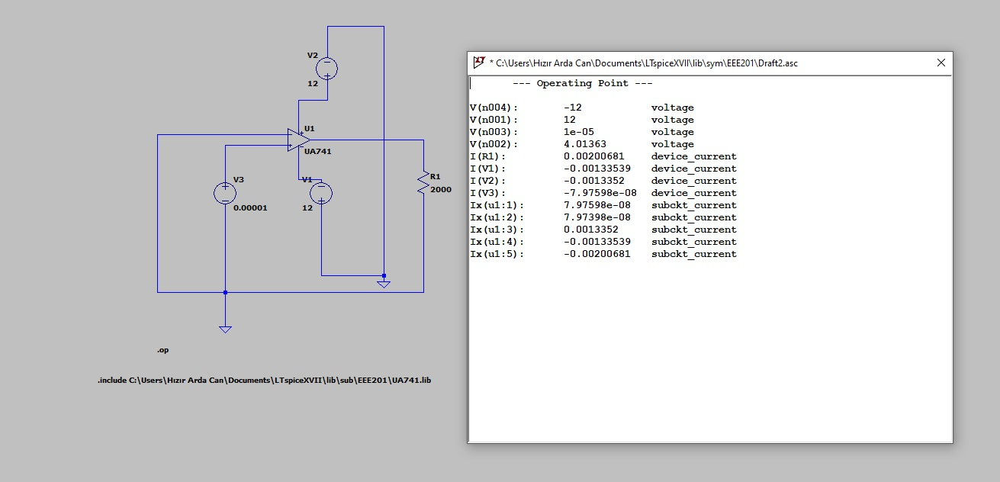 V2
12
U1
UA741
V3
0.00001
V1
12
R1
2000
.op
.include C:\Users\Hızır Arda Can\Documents\LTspiceXVII\lib\sub\EEE201\UA741.lib
* C:\Users\Hızır Arda Can\Documents\LTspiceXVII\lib\sym\EEE201\Draft2.asc
--- Operating Point ---
V(n004): -12 voltage
V(n001): 12 voltage
V(n003): 1e-05 voltage
V(n002): 4.01363 voltage
I(R1): 0.00200681 device_current
I(V1): -0.00133539 device_current
I(V2): -0.0013352 device_current
I(V3): -7.97598e-08 device_current
Ix(u1:1): 7.97598e-08 subckt_current
Ix(u1:2): 7.97398e-08 subckt_current
Ix(u1:3): 0.0013352 subckt_current
Ix(u1:4): -0.00133539 subckt_current
Ix(u1:5): -0.00200681 subckt_current